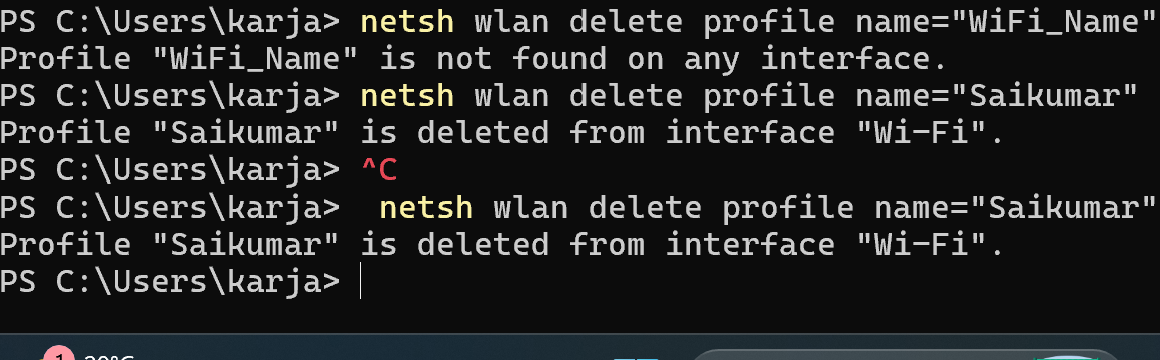 PS C:\Users\karja> netsh wlan delete profile name="WiFi_Name"
Profile "WiFi_Name" is not found on any interface.
PS C:\Users\karja> netsh wlan delete profile name="Saikumar"
Profile "Saikumar" is deleted from interface "Wi-Fi".
PS C:\Users\karja> ^C
PS C:\Users\karja>  netsh wlan delete profile name="Saikumar"
Profile "Saikumar" is deleted from interface "Wi-Fi".
PS C:\Users\karja>
1